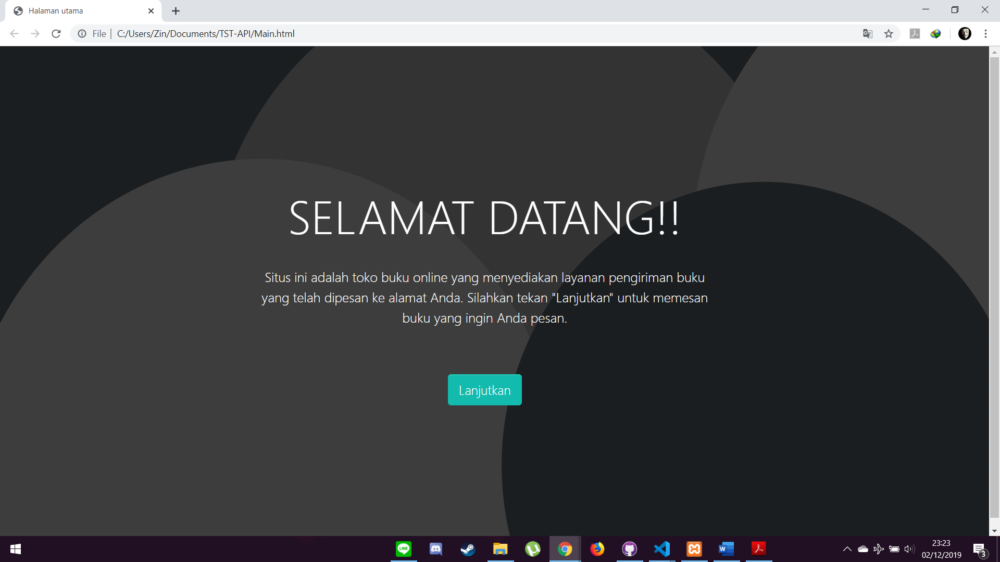 Halaman utama
File
C:/Users/Zin/Documents/TST-API/Main.html
SELAMAT DATANG!!
Situs ini adalah toko buku online yang menyediakan layanan pengiriman buku
yang telah dipesan ke alamat Anda. Silahkan tekan "Lanjutkan" untuk memesan
buku yang ingin Anda pesan.
Lanjutkan
LINE
23:23
02/12/2019
3